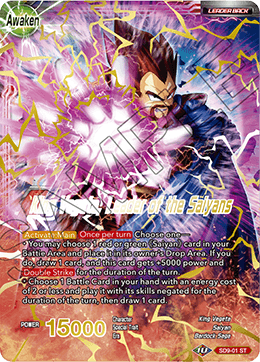 Awaken
LEADER BACK
Leader of the Saiyans
Activate: Main Once per turn Choose one—
• You may choose 1 red or green ｟Saiyan｠ card in your
Battle Area and place it in its owner's Drop Area. If you
do, draw 1 card, and this card gets +5000 power and
Double Strike for the duration of the turn.
• Choose 1 Battle Card in your hand with an energy cost
of 2 or less and play it with its skills negated for the
duration of the turn, then draw 1 card.
POWER 15000
Character King Vegeta
Special Trait Saiyan
Era Bardock Saga
SD9-01 ST